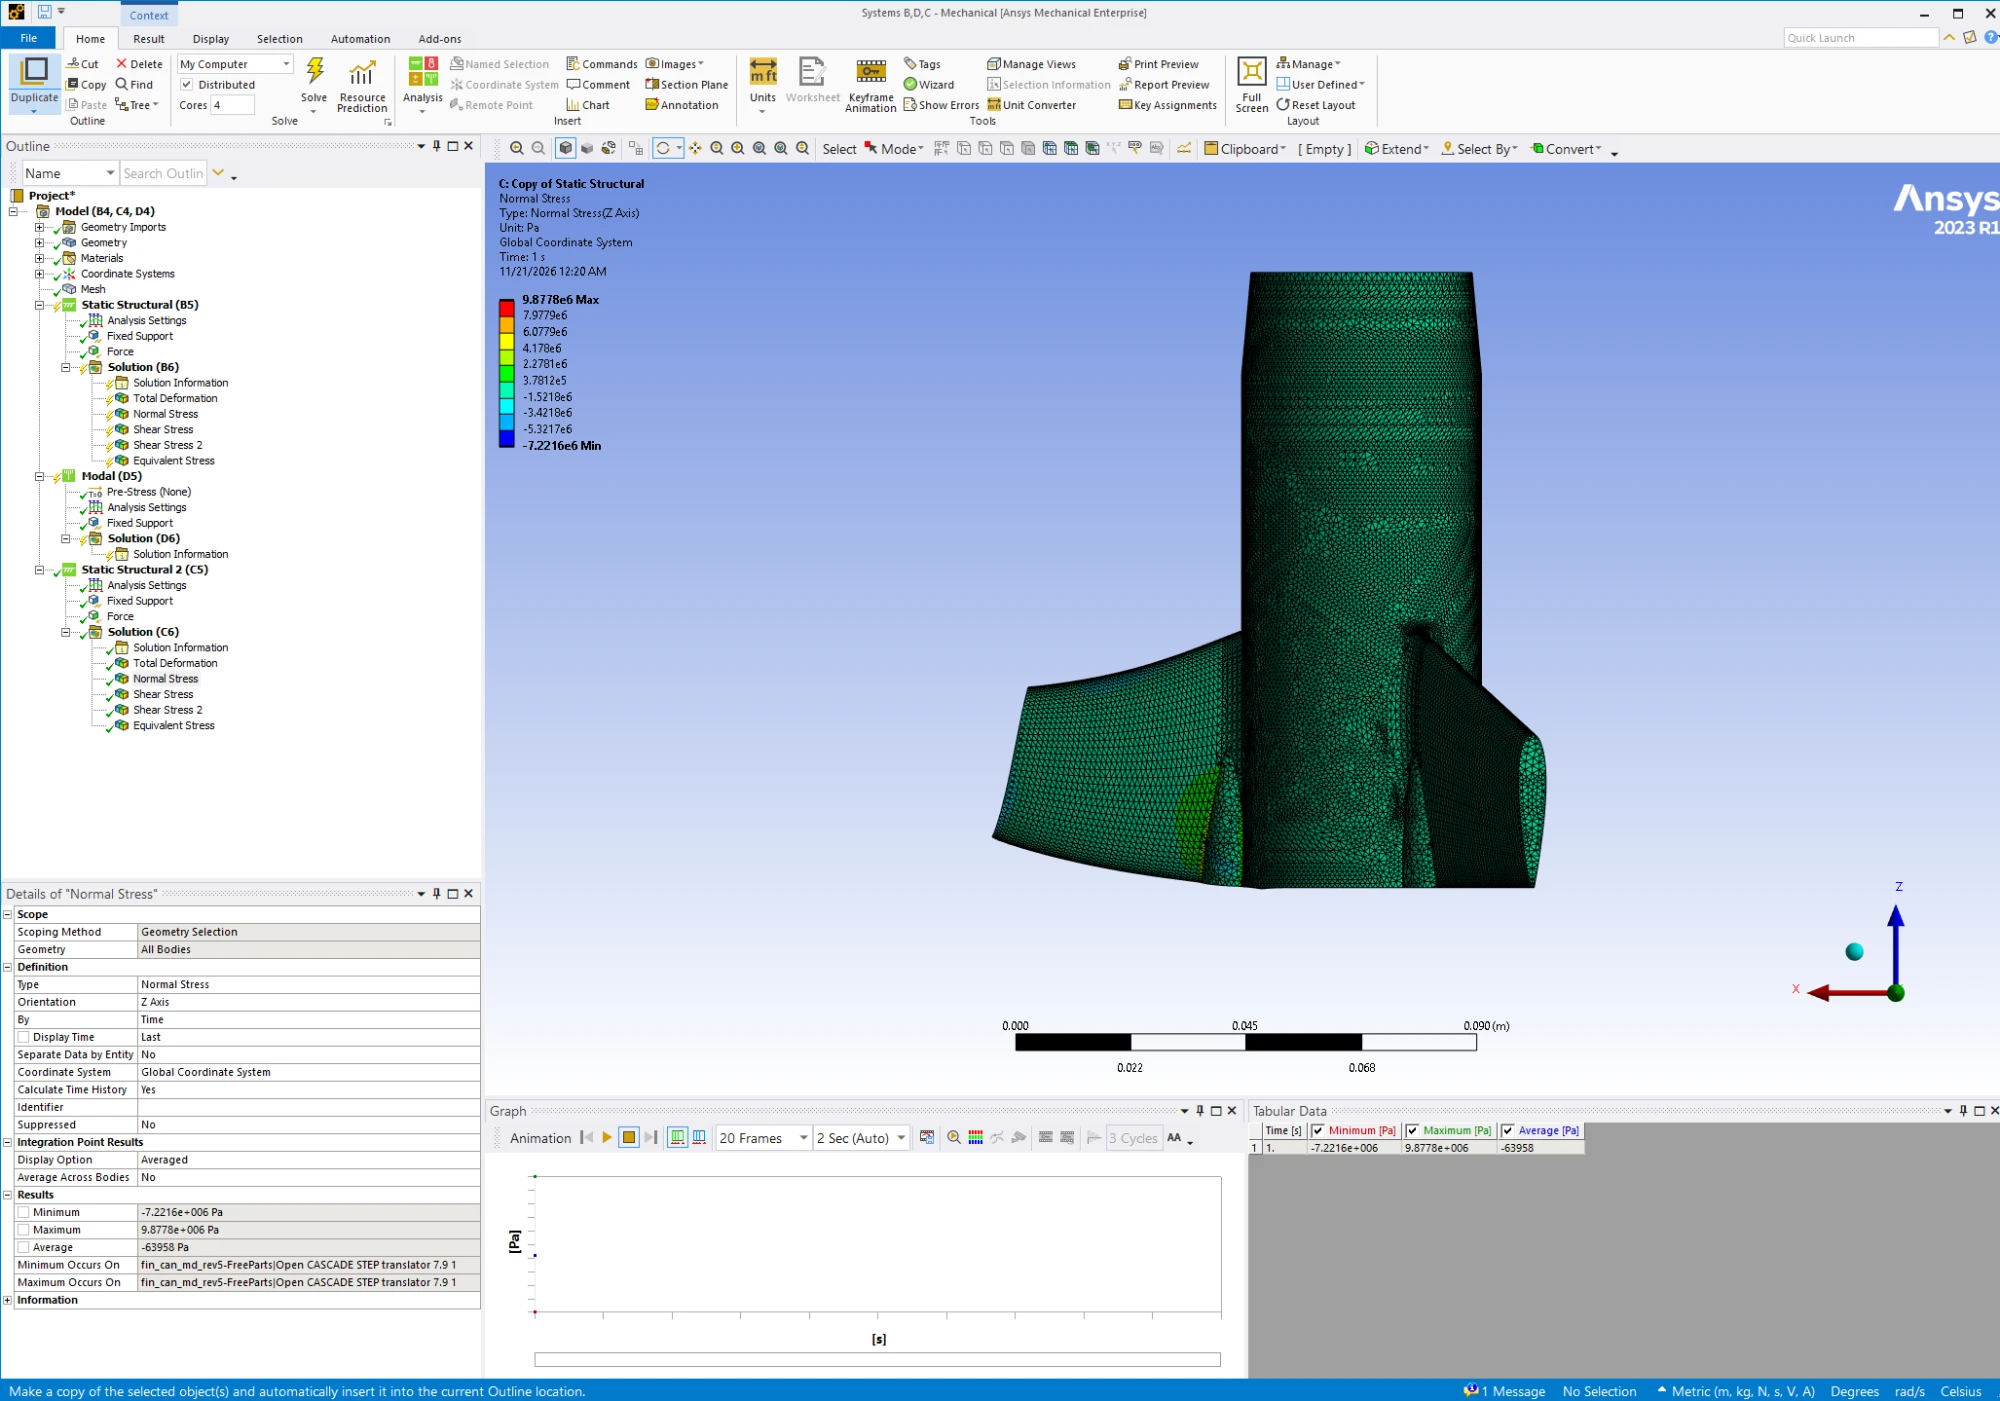 Context
Systems B,D,C - Mechanical [Ansys Mechanical Enterprise]
File Home Result Display Selection Automation Add-ons
Quick Launch
Duplicate
Cut
Copy
Paste
Delete
Find
Tree
Outline
My Computer
Distributed
Cores 4
Solve
Resource Prediction
Solve
Analysis
Named Selection
Coordinate System
Remote Point
Commands
Comment
Chart
Images
Section Plane
Annotation
Insert
Units
Worksheet
Keyframe Animation
Tags
Wizard
Show Errors
Manage Views
Selection Information
Unit Converter
Print Preview
Report Preview
Key Assignments
Tools
Full Screen
Manage
User Defined
Reset Layout
Layout
Outline
Name Search Outlin
Project*
Model (B4, C4, D4)
Geometry Imports
Geometry
Materials
Coordinate Systems
Mesh
Static Structural (B5)
Analysis Settings
Fixed Support
Force
Solution (B6)
Solution Information
Total Deformation
Normal Stress
Shear Stress
Shear Stress 2
Equivalent Stress
Modal (D5)
Pre-Stress (None)
Analysis Settings
Fixed Support
Solution (D6)
Solution Information
Static Structural 2 (C5)
Analysis Settings
Fixed Support
Force
Solution (C6)
Solution Information
Total Deformation
Normal Stress
Shear Stress
Shear Stress 2
Equivalent Stress
Select Mode Clipboard [ Empty ] Extend Select By Convert
C: Copy of Static Structural
Normal Stress
Type: Normal Stress(Z Axis)
Unit: Pa
Global Coordinate System
Time: 1 s
11/21/2026 12:20 AM
9.8778e6 Max
7.9779e6
6.0779e6
4.178e6
2.2781e6
3.7812e5
-1.5218e6
-3.4218e6
-5.3217e6
-7.2216e6 Min
Ansys
2023 R1
Z
X
0.000 0.045 0.090 (m)
0.022 0.068
Details of "Normal Stress"
Scope
Scoping Method Geometry Selection
Geometry All Bodies
Definition
Type Normal Stress
Orientation Z Axis
By Time
Display Time Last
Separate Data by Entity No
Coordinate System Global Coordinate System
Calculate Time History Yes
Identifier
Suppressed No
Integration Point Results
Display Option Averaged
Average Across Bodies No
Results
Minimum -7.2216e+006 Pa
Maximum 9.8778e+006 Pa
Average -63958 Pa
Minimum Occurs On fin_can_md_rev5-FreeParts|Open CASCADE STEP translator 7.9 1
Maximum Occurs On fin_can_md_rev5-FreeParts|Open CASCADE STEP translator 7.9 1
Information
Graph
Animation 20 Frames 2 Sec (Auto) 3 Cycles AA
[Pa]
[s]
Tabular Data
Time [s] Minimum [Pa] Maximum [Pa] Average [Pa]
1 1. -7.2216e+006 9.8778e+006 -63958
Make a copy of the selected object(s) and automatically insert it into the current Outline location.
1 Message No Selection Metric (m, kg, N, s, V, A) Degrees rad/s Celsius